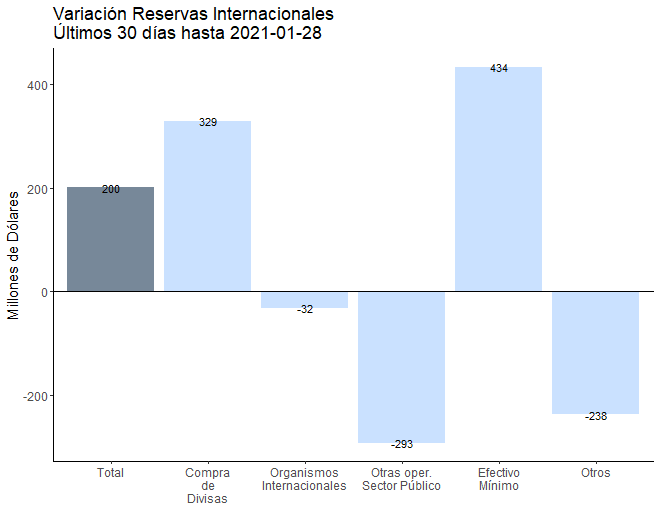 Variación Reservas Internacionales
Últimos 30 días hasta 2021-01-28
Millones de Dólares
400
200
0
-200
200
329
-32
-293
434
-238
Total
Compra
de
Divisas
Organismos
Internacionales
Otras oper.
Sector Público
Efectivo
Mínimo
Otros